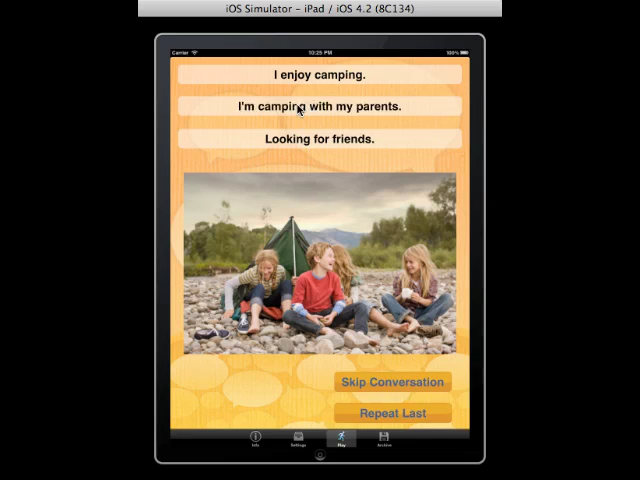 iOS Simulator - iPad / iOS 4.2 (8C134)
Carrier 10:25 PM 100%
I enjoy camping.
I'm camping with my parents.
Looking for friends.
Skip Conversation
Repeat Last
Info Settings Play Archive